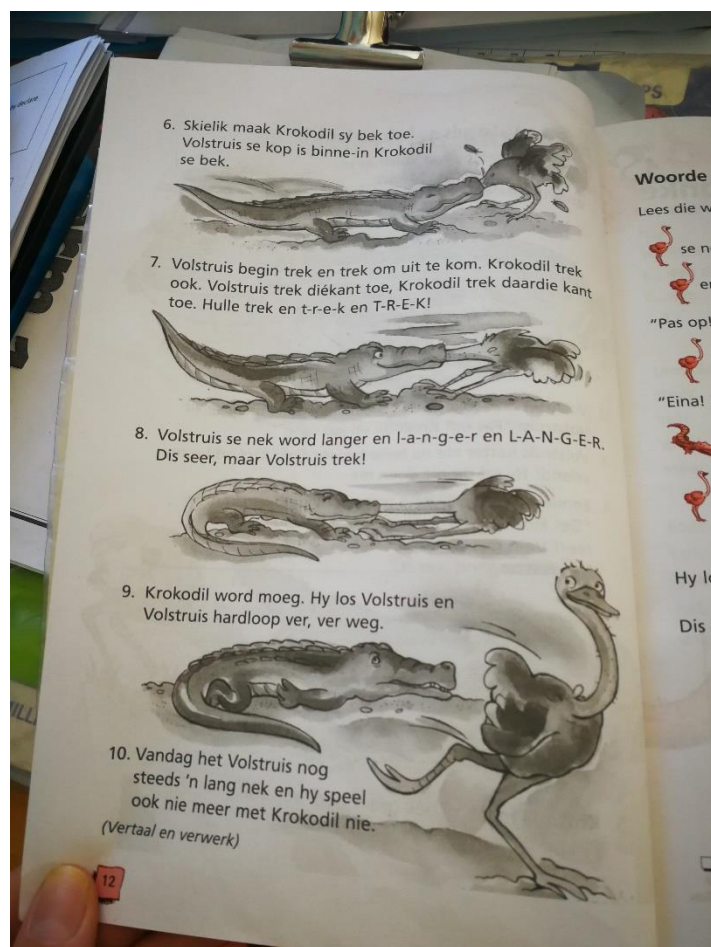 6. Skielik maak Krokodil sy bek toe.
Volstruis se kop is binne-in Krokodil
se bek.
7. Volstruis begin trek en trek om uit te kom. Krokodil trek
ook. Volstruis trek diékant toe, Krokodil trek daardie kant
toe. Hulle trek en t-r-e-k en T-R-E-K!
8. Volstruis se nek word langer en l-a-n-g-e-r en L-A-N-G-E-R.
Dis seer, maar Volstruis trek!
9. Krokodil word moeg. Hy los Volstruis en
Volstruis hardloop ver, ver weg.
10. Vandag het Volstruis nog
steeds 'n lang nek en hy speel
ook nie meer met Krokodil nie.
(Vertaal en verwerk)
12
Woorde
Lees die w
se n
"Pas op!
"Eina!
Hy
Dis